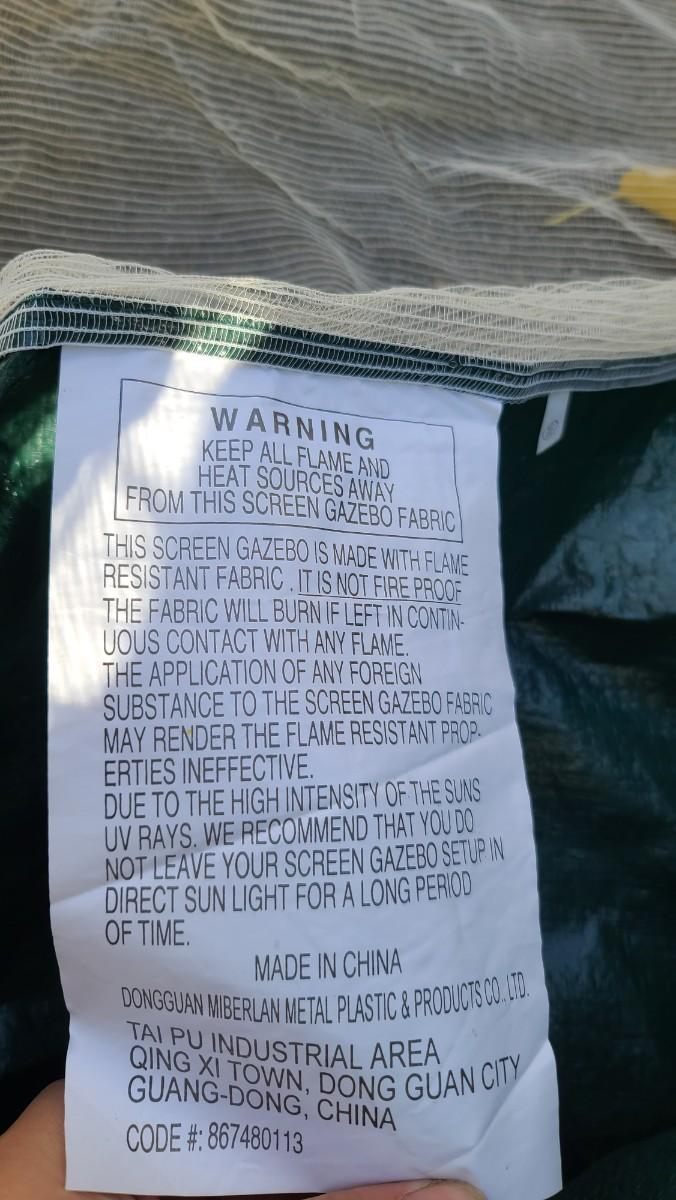 WARNING
KEEP ALL FLAME AND
HEAT SOURCES AWAY
FROM THIS SCREEN GAZEBO FABRIC
THIS SCREEN GAZEBO IS MADE WITH FLAME
RESISTANT FABRIC . IT IS NOT FIRE PROOF
THE FABRIC WILL BURN IF LEFT IN CONTIN-
UOUS CONTACT WITH ANY FLAME.
THE APPLICATION OF ANY FOREIGN
SUBSTANCE TO THE SCREEN GAZEBO FABRIC
MAY RENDER THE FLAME RESISTANT PROP-
ERTIES INEFFECTIVE.
DUE TO THE HIGH INTENSITY OF THE SUNS
UV RAYS. WE RECOMMEND THAT YOU DO
NOT LEAVE YOUR SCREEN GAZEBO SETUP IN
DIRECT SUN LIGHT FOR A LONG PERIOD
OF TIME.
MADE IN CHINA
DONGGUAN MIBERLAN METAL PLASTIC & PRODUCTS CO., LTD.
TAI PU INDUSTRIAL AREA
QING XI TOWN, DONG GUAN CITY
GUANG-DONG, CHINA
CODE #: 867480113